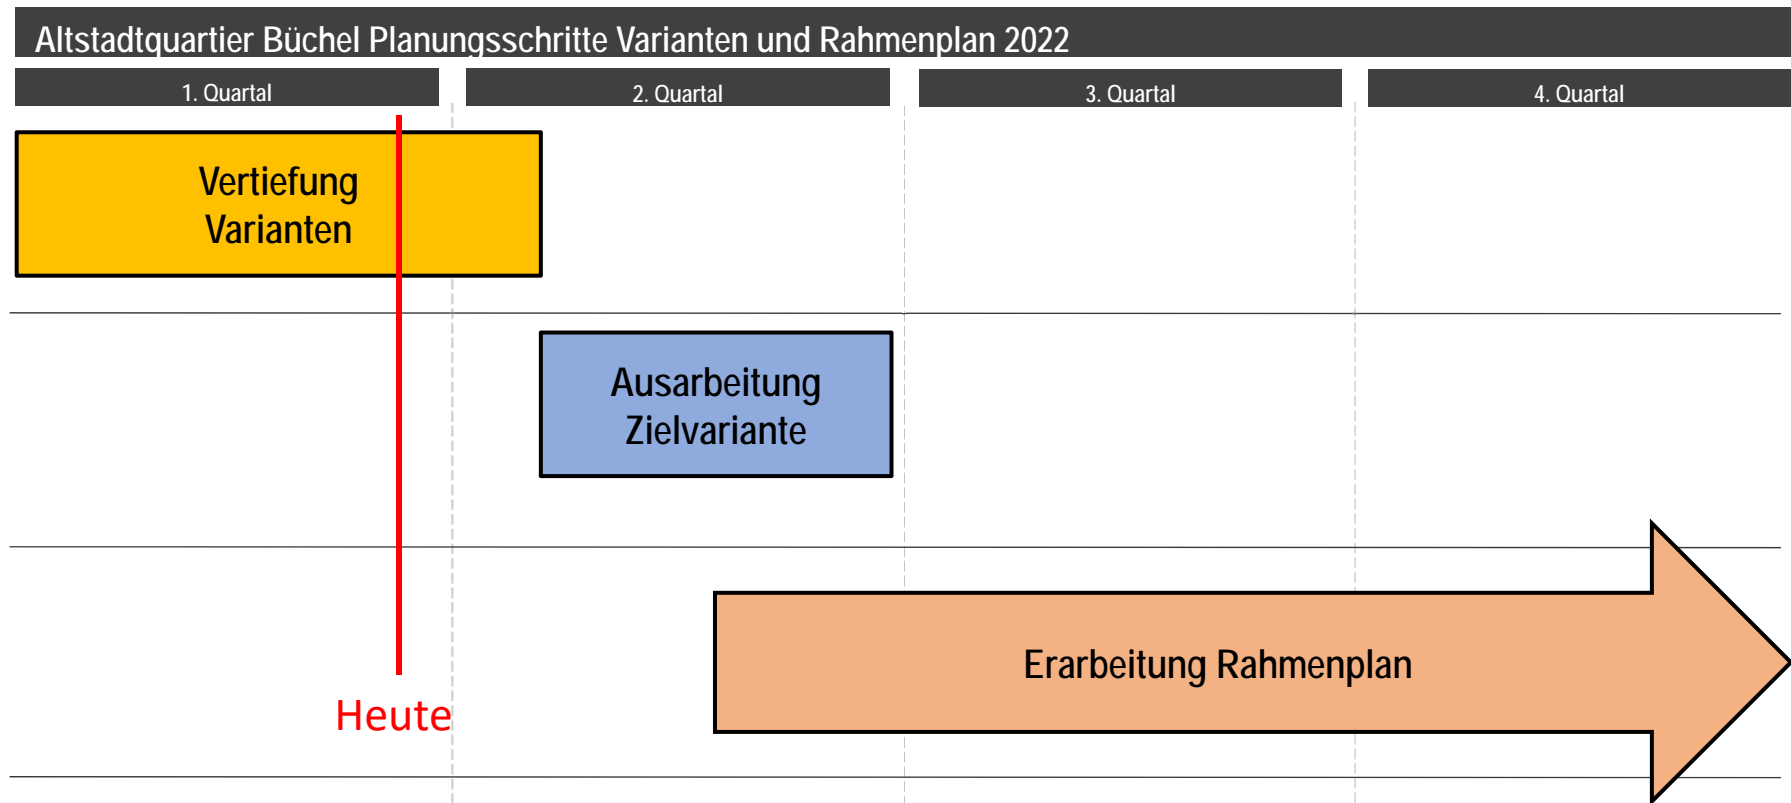 Altstadtquartier Büchel Planungsschritte Varianten und Rahmenplan 2022
1. Quartal
2. Quartal
3. Quartal
4. Quartal
Vertiefung
Varianten
Ausarbeitung
Zielvariante
Erarbeitung Rahmenplan
Heute